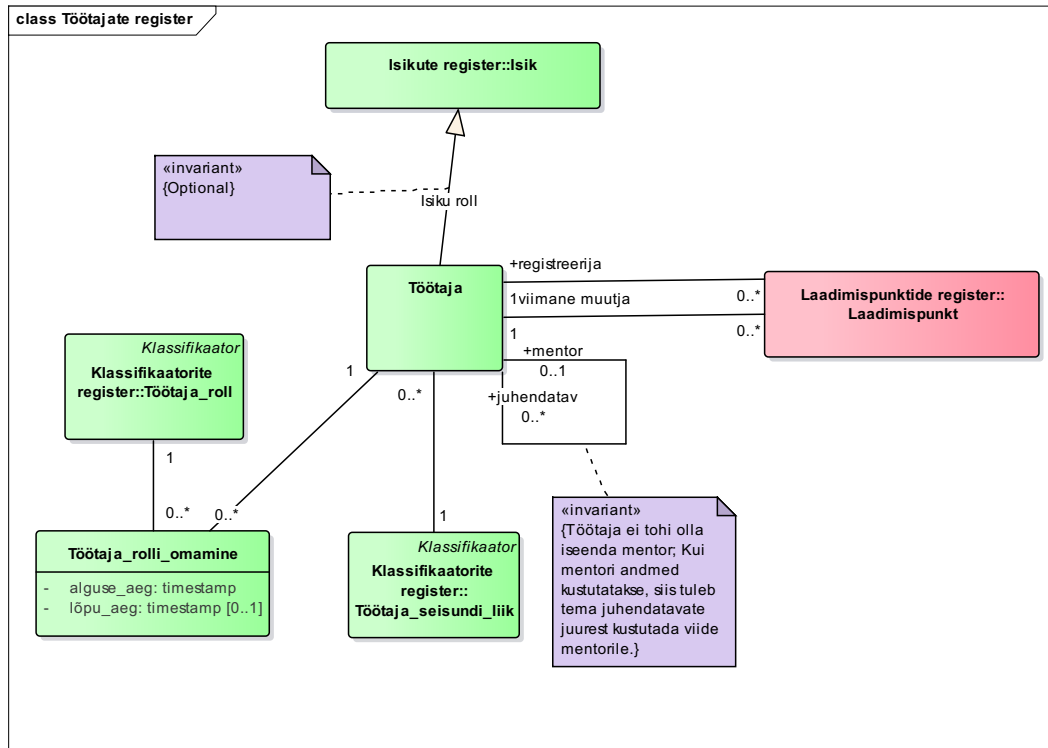 class Töötajate register
Isikute register::Isik
«invariant»
{Optional}
Isiku roll
Töötaja
+registreerija
1
viimane muutja
0..*
1
0..*
Laadimispunktide register::
Laadimispunkt
+mentor
0..1
+juhendatav
0..*
Klassifikaator
Klassifikaatorite
register::Töötaja_roll
1
0..*
1
0..*
0..*
1
Töötaja_rolli_omamine
- alguse_aeg: timestamp
- lõpu_aeg: timestamp [0..1]
Klassifikaator
Klassifikaatorite
register::
Töötaja_seisundi_liik
«invariant»
{Töötaja ei tohi olla
iseenda mentor; Kui
mentori andmed
kustutatakse, siis tuleb
tema juhendatavate
juurest kustutada viide
mentorile.}